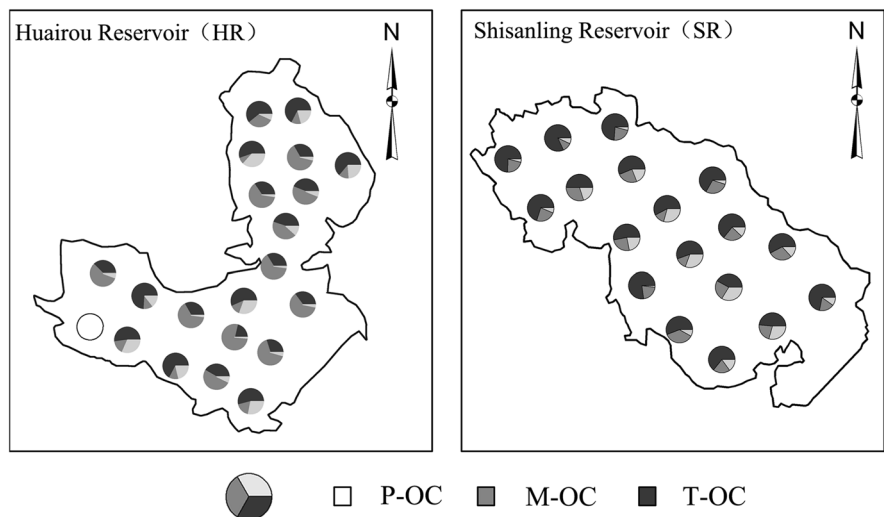 Huairou Reservoir（HR）
N
Shisanling Reservoir（SR）
N
P-OC M-OC T-OC